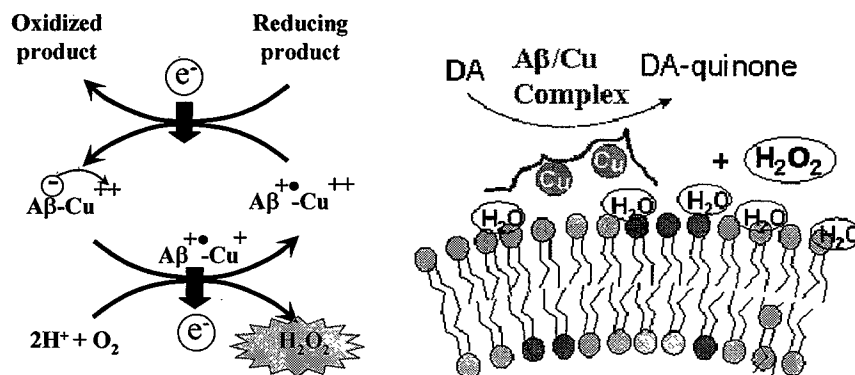 Oxidized product
Reducing product
e⁻
− ++
Aβ-Cu
Aβ⁺•-Cu⁺⁺
Aβ⁺•-Cu⁺
2H⁺ + O₂
e⁻
H₂O₂
DA
Aβ/Cu
Complex
DA-quinone
Cu
Cu
+ H₂O₂
H₂O
H₂O
H₂O
H₂O
H₂O